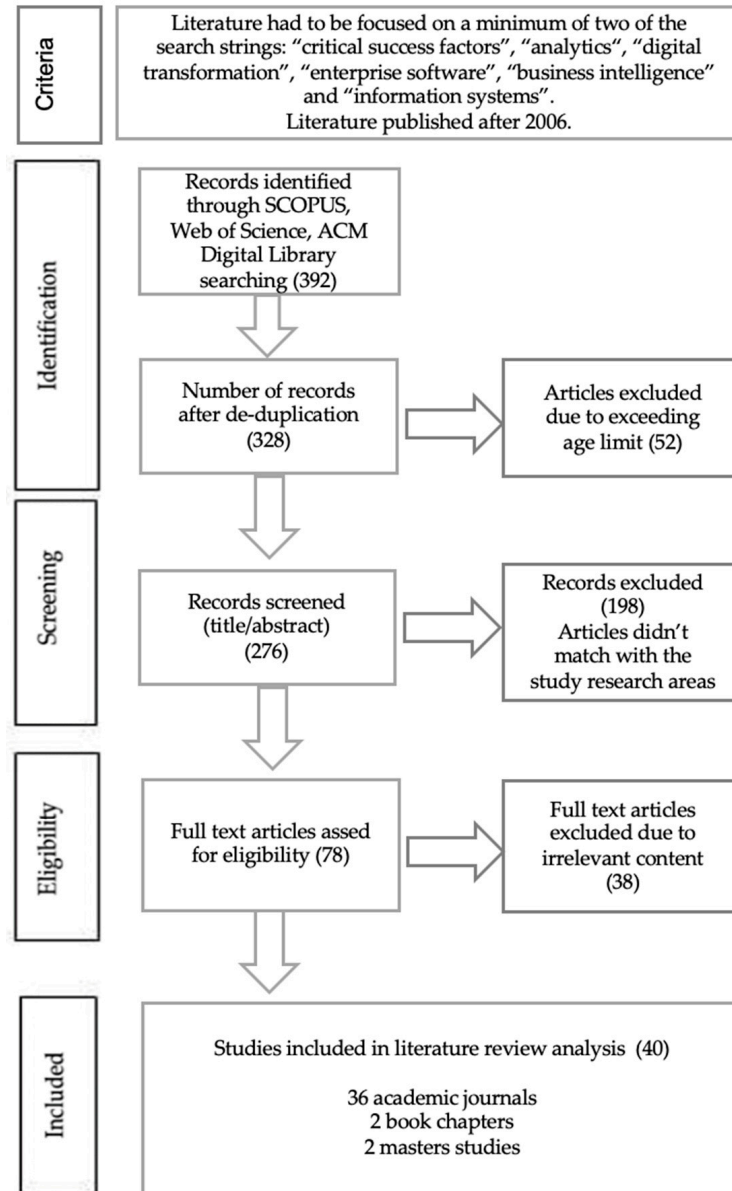 Criteria
Literature had to be focused on a minimum of two of the
search strings: “critical success factors”, “analytics”, “digital
transformation”, “enterprise software”, “business intelligence”
and “information systems”.
Literature published after 2006.
Identification
Records identified
through SCOPUS,
Web of Science, ACM
Digital Library
searching (392)
Number of records
after de-duplication
(328)
Articles excluded
due to exceeding
age limit (52)
Screening
Records screened
(title/abstract)
(276)
Records excluded
(198)
Articles didn’t
match with the
study research areas
Eligibility
Full text articles assed
for eligibility (78)
Full text articles
excluded due to
irrelevant content
(38)
Included
Studies included in literature review analysis (40)
36 academic journals
2 book chapters
2 masters studies